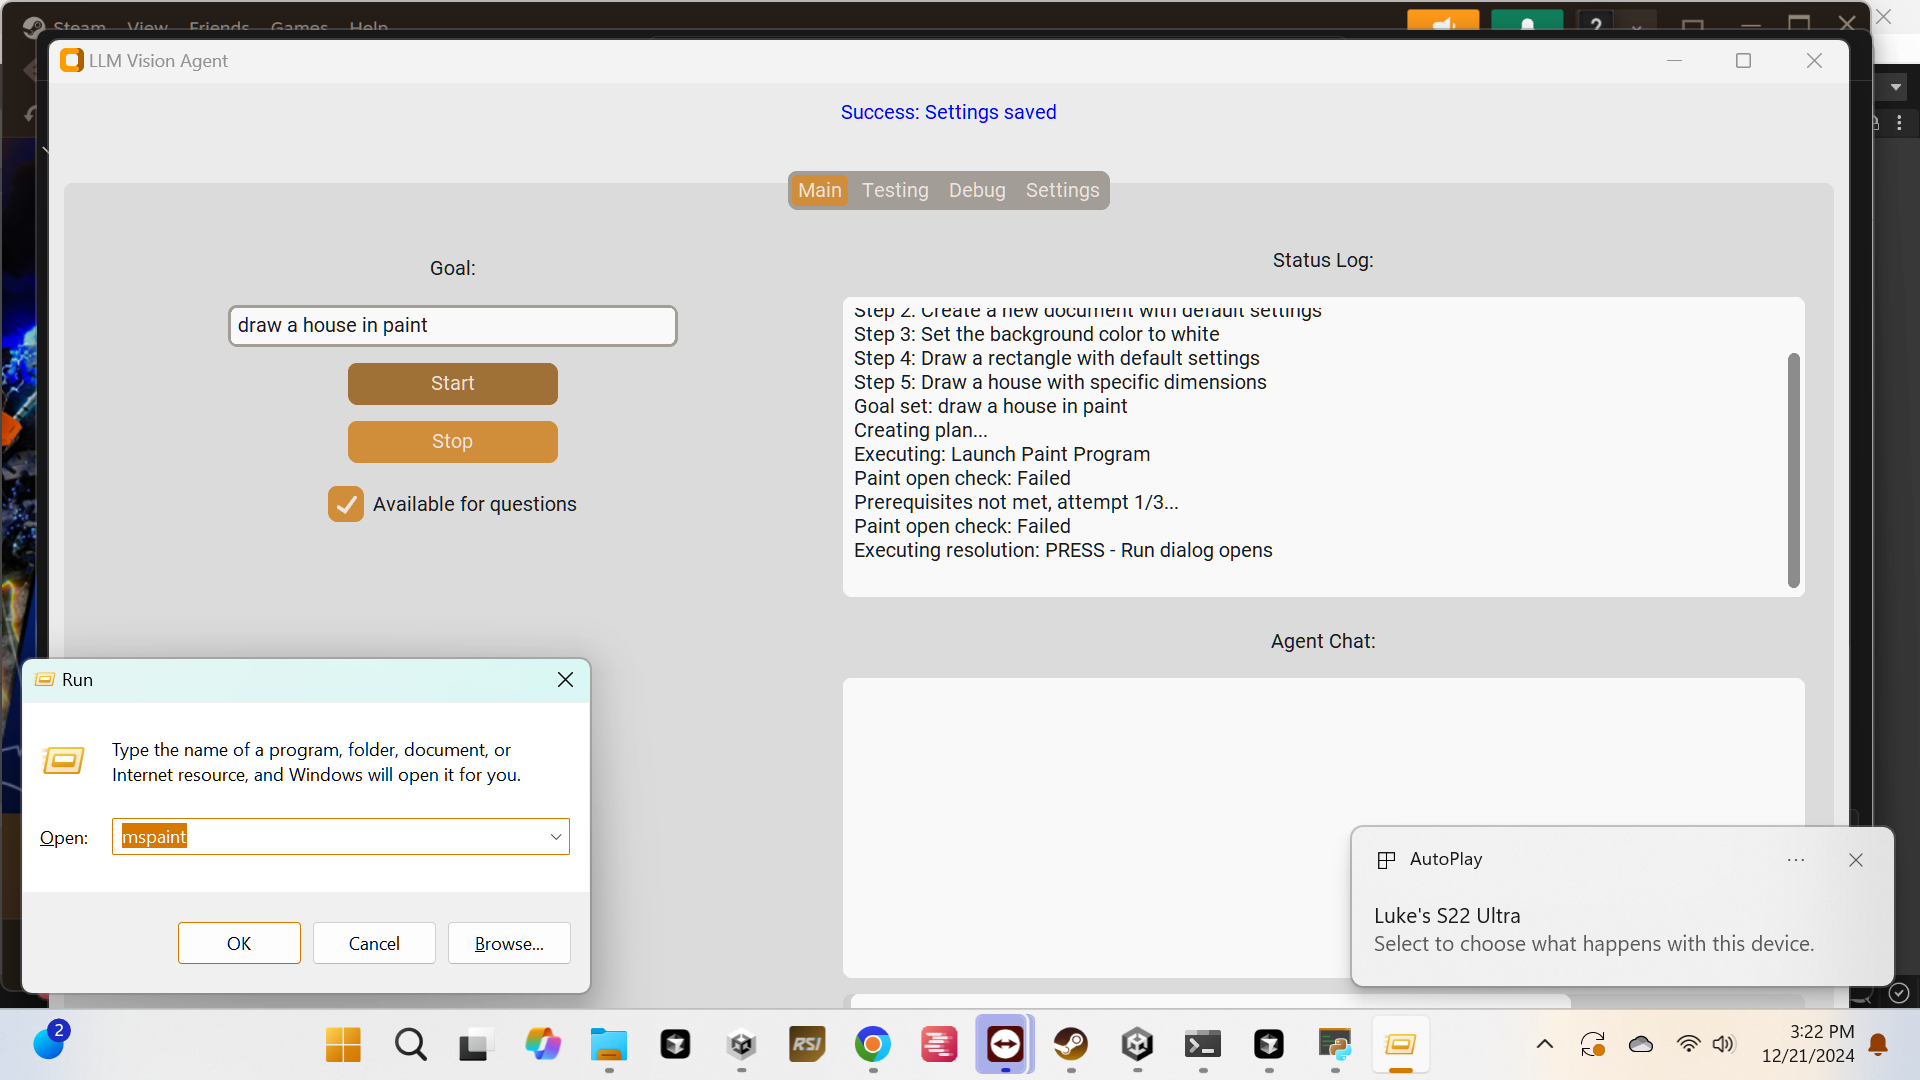 Steam View Friends Games Help
?
LLM Vision Agent
Success: Settings saved
Main Testing Debug Settings
Goal:
draw a house in paint
Start
Stop
Available for questions
Status Log:
Step 2: Create a new document with default settings
Step 3: Set the background color to white
Step 4: Draw a rectangle with default settings
Step 5: Draw a house with specific dimensions
Goal set: draw a house in paint
Creating plan...
Executing: Launch Paint Program
Paint open check: Failed
Prerequisites not met, attempt 1/3...
Paint open check: Failed
Executing resolution: PRESS - Run dialog opens
Agent Chat:
Run
Type the name of a program, folder, document, or
Internet resource, and Windows will open it for you.
Open: mspaint
OK Cancel Browse...
AutoPlay
Luke's S22 Ultra
Select to choose what happens with this device.
2
RSI
3:22 PM
12/21/2024